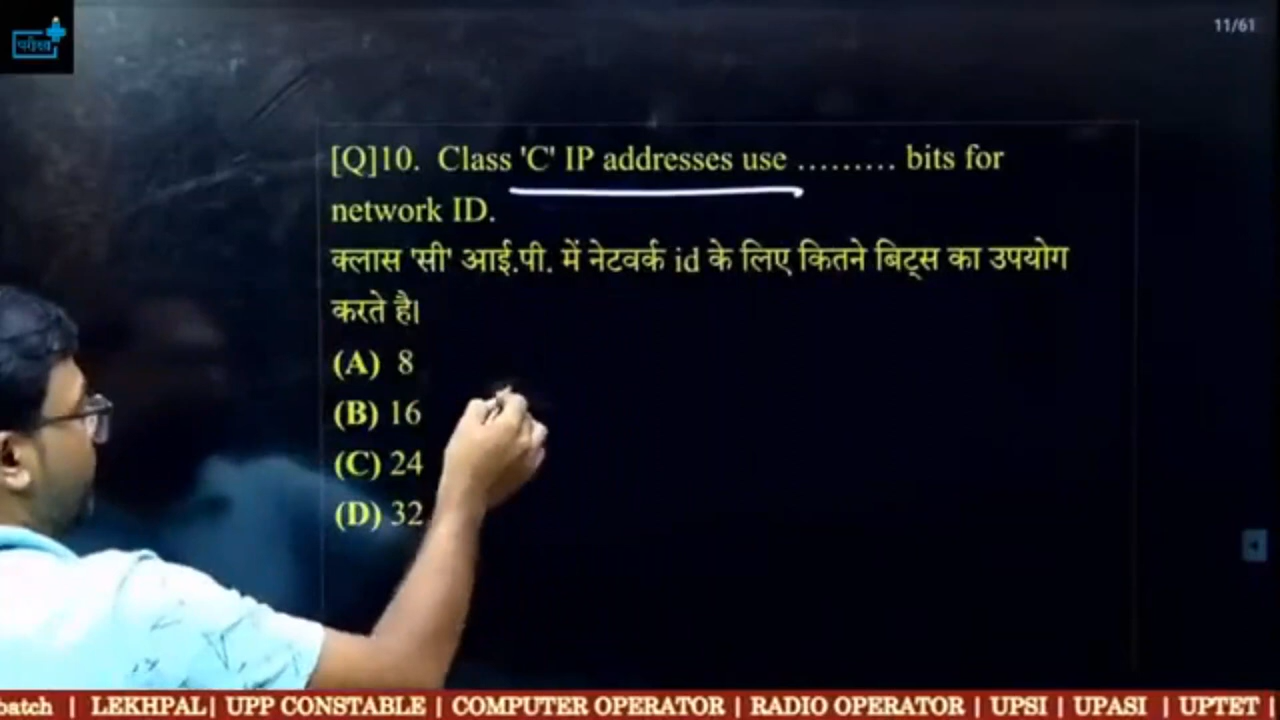 परीक्षा
11/61
[Q]10. Class 'C' IP addresses use ......... bits for
network ID.
क्लास 'सी' आई.पी. में नेटवर्क id के लिए कितने बिट्स का उपयोग
करते है।
(A) 8
(B) 16
(C) 24
(D) 32
batch | LEKHPAL| UPP CONSTABLE | COMPUTER OPERATOR | RADIO OPERATOR | UPSI | UPASI | UPTET |